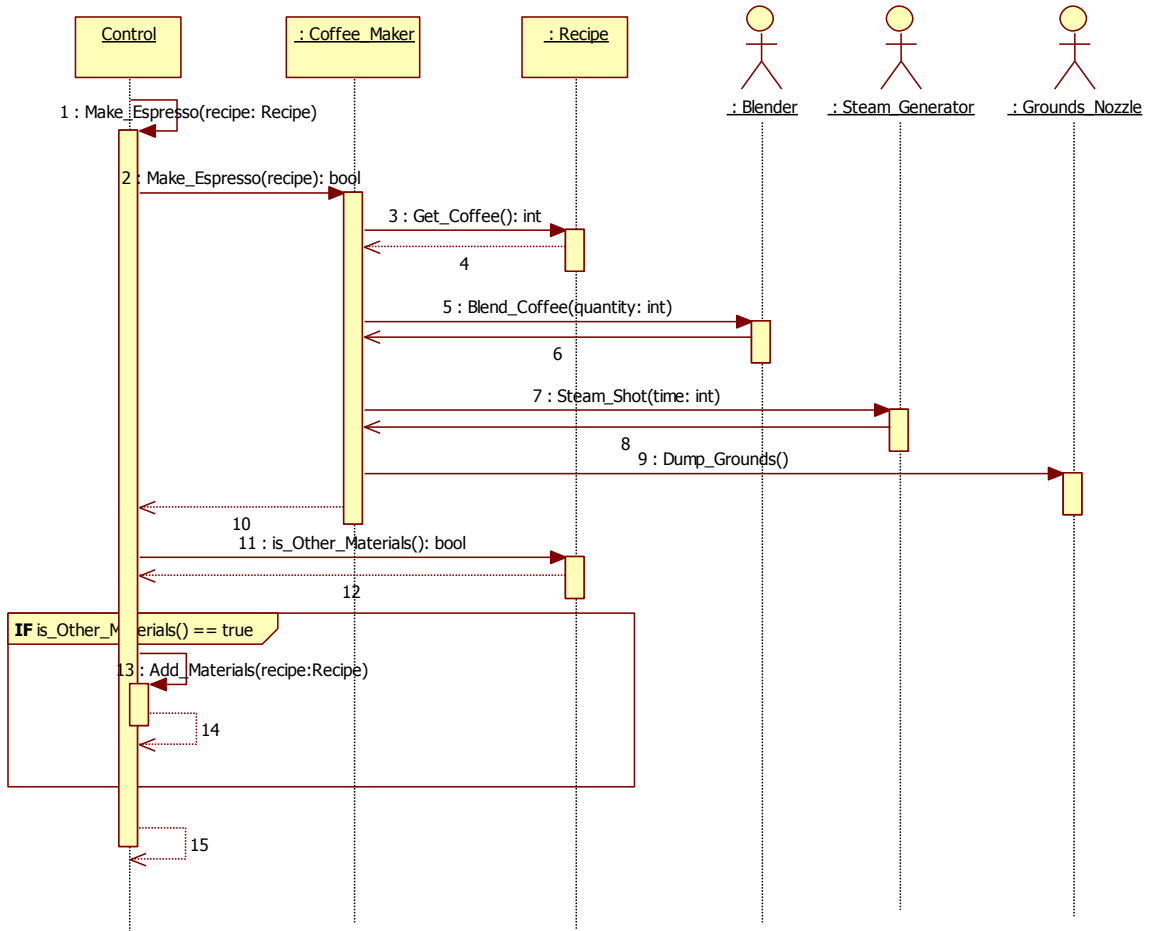 Control
: Coffee_Maker
: Recipe
: Blender
: Steam_Generator
: Grounds_Nozzle
1 : Make_Espresso(recipe: Recipe)
2 : Make_Espresso(recipe): bool
3 : Get_Coffee(): int
4
5 : Blend_Coffee(quantity: int)
6
7 : Steam_Shot(time: int)
8
9 : Dump_Grounds()
10
11 : is_Other_Materials(): bool
12
IF is_Other_Materials() == true
13 : Add_Materials(recipe:Recipe)
14
15